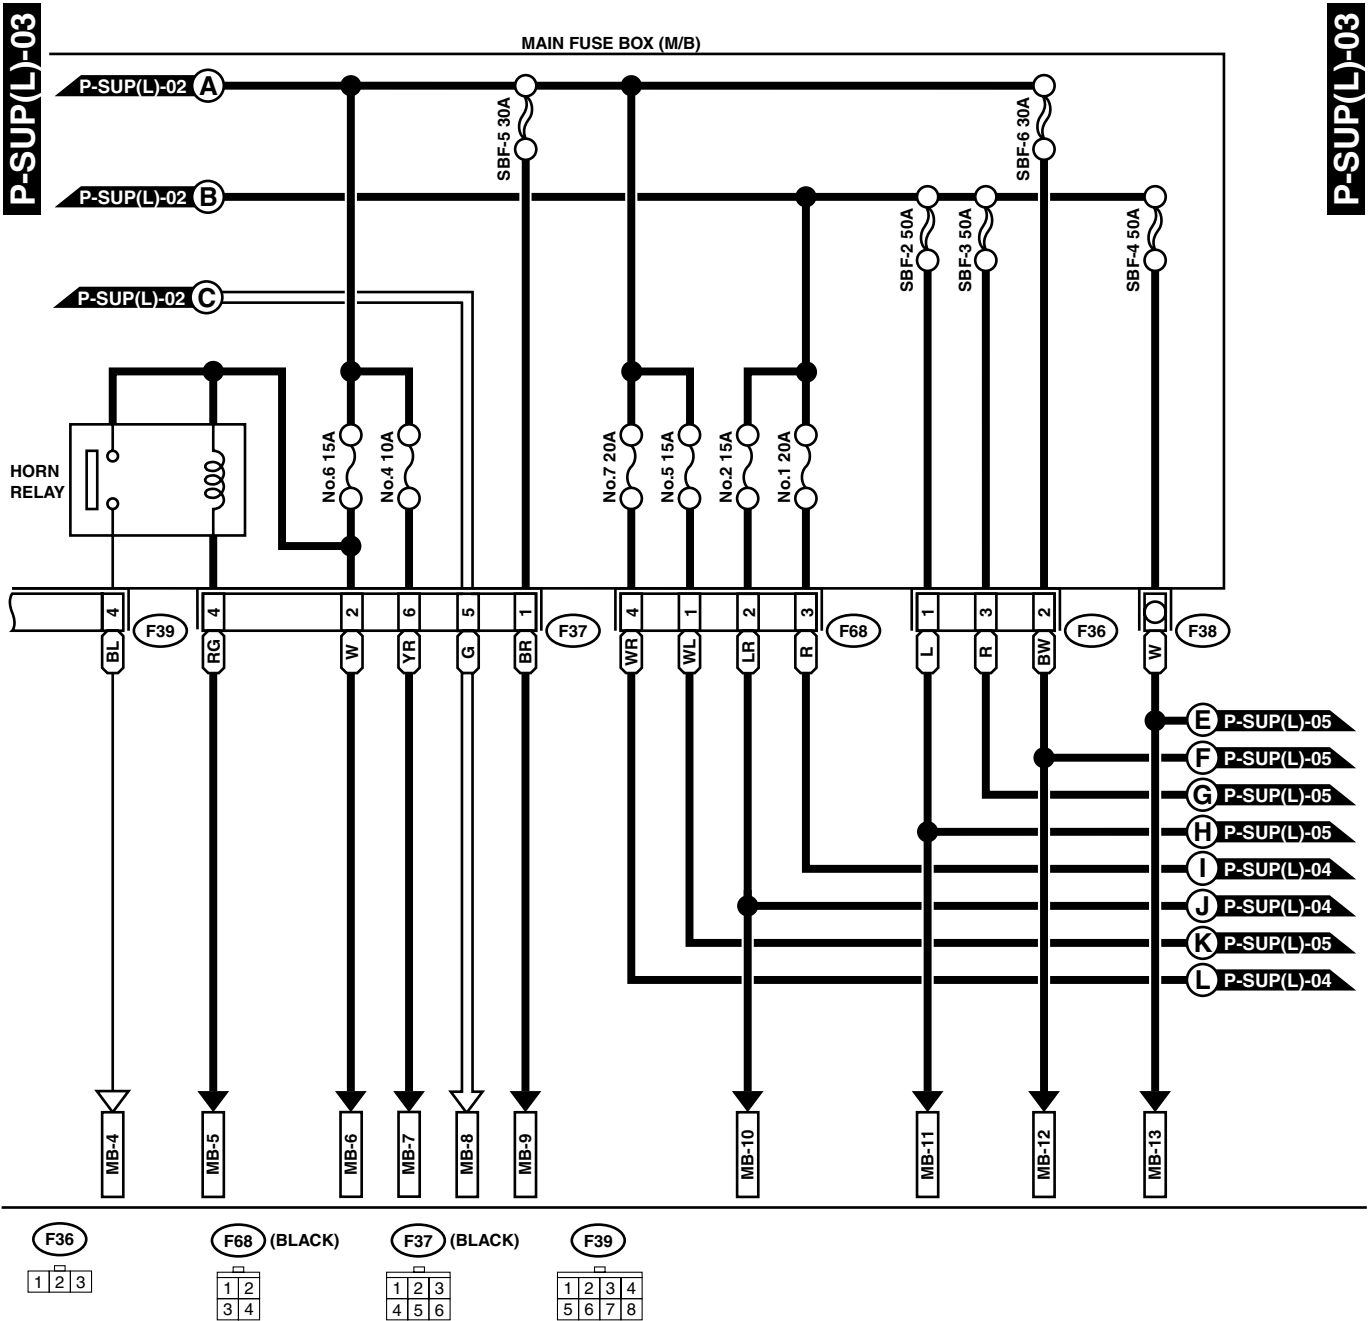 P-SUP(L)-03
P-SUP(L)-03
MAIN FUSE BOX (M/B)
P-SUP(L)-02 A
SBF-5 30A
SBF-6 30A
P-SUP(L)-02 B
SBF-2 50A
SBF-3 50A
SBF-4 50A
P-SUP(L)-02 C
HORN
RELAY
No.6 15A
No.4 10A
No.7 20A
No.5 15A
No.2 15A
No.1 20A
4
F39
4
2
6
5
1
F37
4
1
2
3
F68
1
3
2
F36
F38
BL
RG
W
YR
G
BR
WR
WL
LR
R
L
R
BW
W
E P-SUP(L)-05
F P-SUP(L)-05
G P-SUP(L)-05
H P-SUP(L)-05
I P-SUP(L)-04
J P-SUP(L)-04
K P-SUP(L)-05
L P-SUP(L)-04
MB-4
MB-5
MB-6
MB-7
MB-8
MB-9
MB-10
MB-11
MB-12
MB-13
F36
1 2 3
F68 (BLACK)
1 2
3 4
F37 (BLACK)
1 2 3
4 5 6
F39
1 2 3 4
5 6 7 8